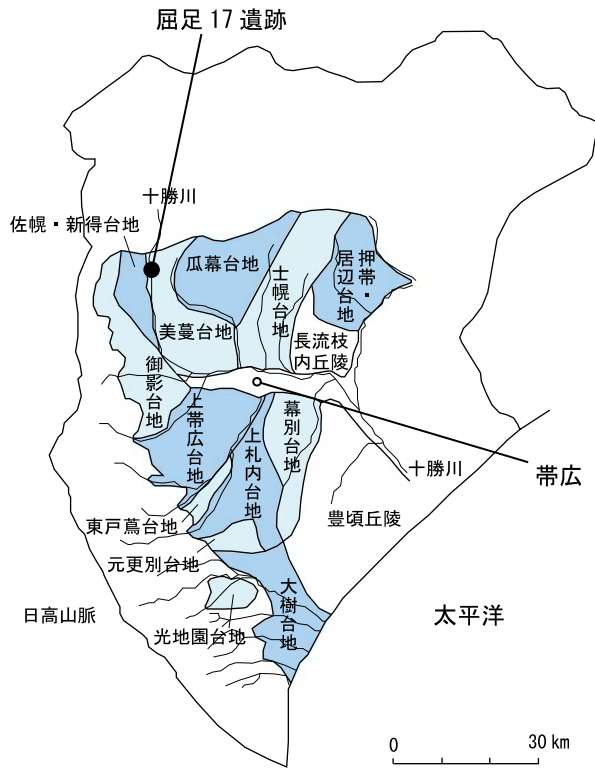 屈足 17 遺跡
十勝川
佐幌・新得台地
瓜幕台地
士幌台地
押帯・
居辺台地
美蔓台地
長流枝
内丘陵
御影台地
上帯広台地
上札内台地
幕別台地
十勝川
帯広
東戸蔦台地
豊頃丘陵
元更別台地
大樹台地
日高山脈
光地園台地
太平洋
0
30 km